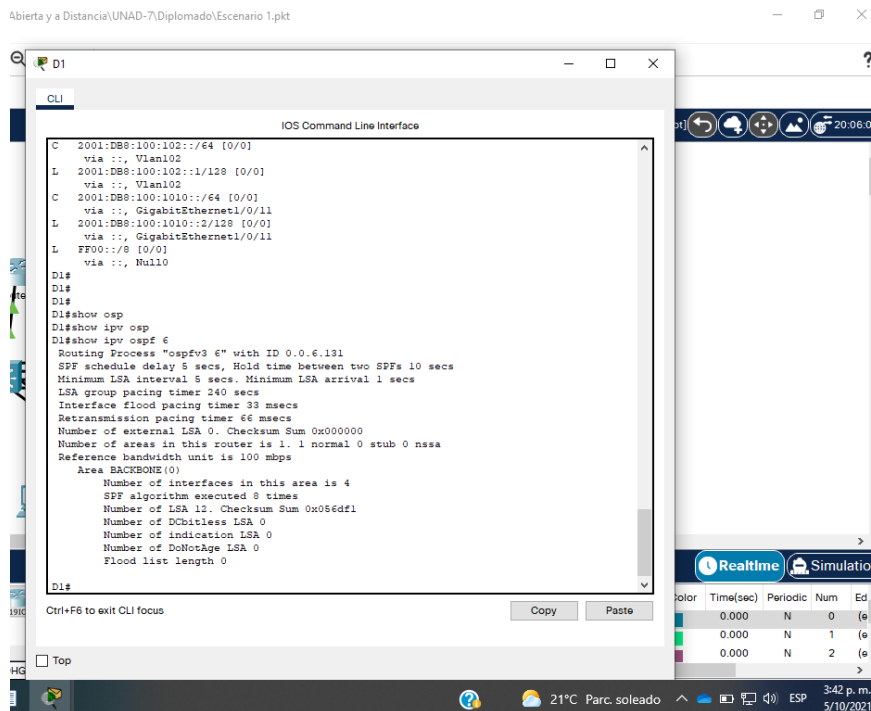 Abierta y a Distancia\UNAD-7\Diplomado\Escenario 1.pkt
?
D1
CLI
IOS Command Line Interface
20:06:0
C 2001:DB8:100:102::/64 [0/0]
via ::, Vlan102
L 2001:DB8:100:102::1/128 [0/0]
via ::, Vlan102
C 2001:DB8:100:1010::/64 [0/0]
via ::, GigabitEthernet1/0/11
L 2001:DB8:100:1010::2/128 [0/0]
via ::, GigabitEthernet1/0/11
L FF00::/8 [0/0]
via ::, Null0
D1#
D1#
D1#
D1#show osp
D1#show ipv osp
D1#show ipv ospf 6
Routing Process "ospfv3 6" with ID 0.0.6.131
SPF schedule delay 5 secs, Hold time between two SPFs 10 secs
Minimum LSA interval 5 secs. Minimum LSA arrival 1 secs
LSA group pacing timer 240 secs
Interface flood pacing timer 33 msecs
Retransmission pacing timer 66 msecs
Number of external LSA 0. Checksum Sum 0x000000
Number of areas in this router is 1. 1 normal 0 stub 0 nssa
Reference bandwidth unit is 100 mbps
Area BACKBONE(0)
Number of interfaces in this area is 4
SPF algorithm executed 8 times
Number of LSA 12. Checksum Sum 0x056df1
Number of DCbitless LSA 0
Number of indication LSA 0
Number of DoNotAge LSA 0
Flood list length 0
D1#
Ctrl+F6 to exit CLI focus
Copy
Paste
Top
Realtime
Simulatio
Color Time(sec) Periodic Num Ed
0.000 N 0 (e
0.000 N 1 (e
0.000 N 2 (e
21°C Parc. soleado
ESP
3:42 p. m.
5/10/2021